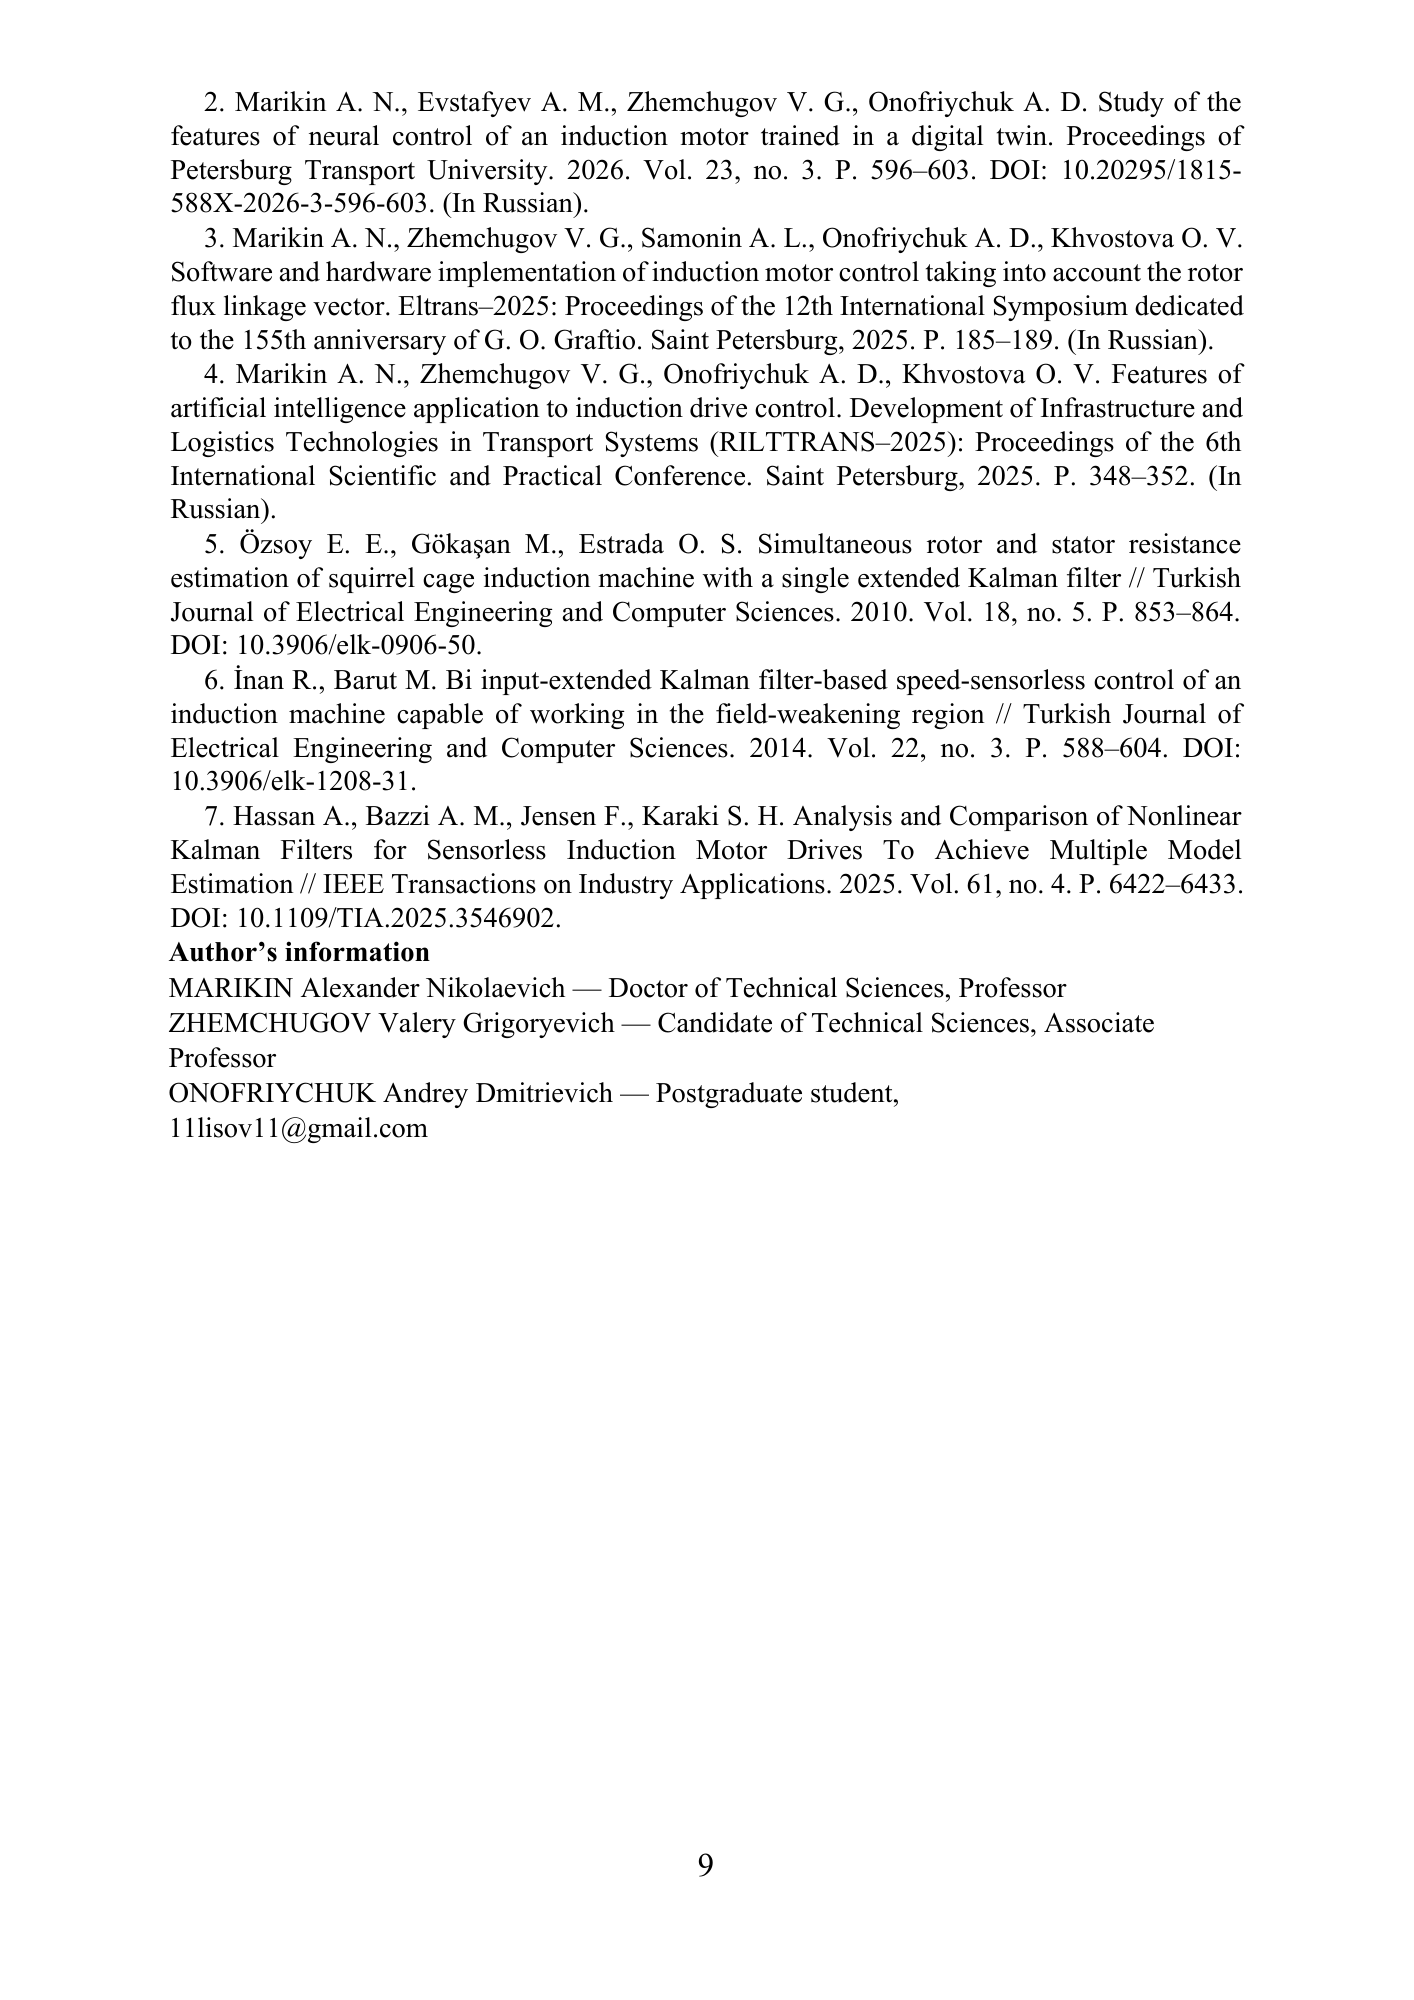 2. Marikin A. N., Evstafyev A. M., Zhemchugov V. G., Onofriychuk A. D. Study of the
features of neural control of an induction motor trained in a digital twin. Proceedings of
Petersburg Transport University. 2026. Vol. 23, no. 3. P. 596–603. DOI: 10.20295/1815-
588X-2026-3-596-603. (In Russian).
3. Marikin A. N., Zhemchugov V. G., Samonin A. L., Onofriychuk A. D., Khvostova O. V.
Software and hardware implementation of induction motor control taking into account the rotor
flux linkage vector. Eltrans–2025: Proceedings of the 12th International Symposium dedicated
to the 155th anniversary of G. O. Graftio. Saint Petersburg, 2025. P. 185–189. (In Russian).
4. Marikin A. N., Zhemchugov V. G., Onofriychuk A. D., Khvostova O. V. Features of
artificial intelligence application to induction drive control. Development of Infrastructure and
Logistics Technologies in Transport Systems (RILTTRANS–2025): Proceedings of the 6th
International Scientific and Practical Conference. Saint Petersburg, 2025. P. 348–352. (In
Russian).
5. Özsoy E. E., Gökaşan M., Estrada O. S. Simultaneous rotor and stator resistance
estimation of squirrel cage induction machine with a single extended Kalman filter // Turkish
Journal of Electrical Engineering and Computer Sciences. 2010. Vol. 18, no. 5. P. 853–864.
DOI: 10.3906/elk-0906-50.
6. İnan R., Barut M. Bi input-extended Kalman filter-based speed-sensorless control of an
induction machine capable of working in the field-weakening region // Turkish Journal of
Electrical Engineering and Computer Sciences. 2014. Vol. 22, no. 3. P. 588–604. DOI:
10.3906/elk-1208-31.
7. Hassan A., Bazzi A. M., Jensen F., Karaki S. H. Analysis and Comparison of Nonlinear
Kalman Filters for Sensorless Induction Motor Drives To Achieve Multiple Model
Estimation // IEEE Transactions on Industry Applications. 2025. Vol. 61, no. 4. P. 6422–6433.
DOI: 10.1109/TIA.2025.3546902.
Author’s information
MARIKIN Alexander Nikolaevich — Doctor of Technical Sciences, Professor
ZHEMCHUGOV Valery Grigoryevich — Candidate of Technical Sciences, Associate
Professor
ONOFRIYCHUK Andrey Dmitrievich — Postgraduate student,
11lisov11@gmail.com
9